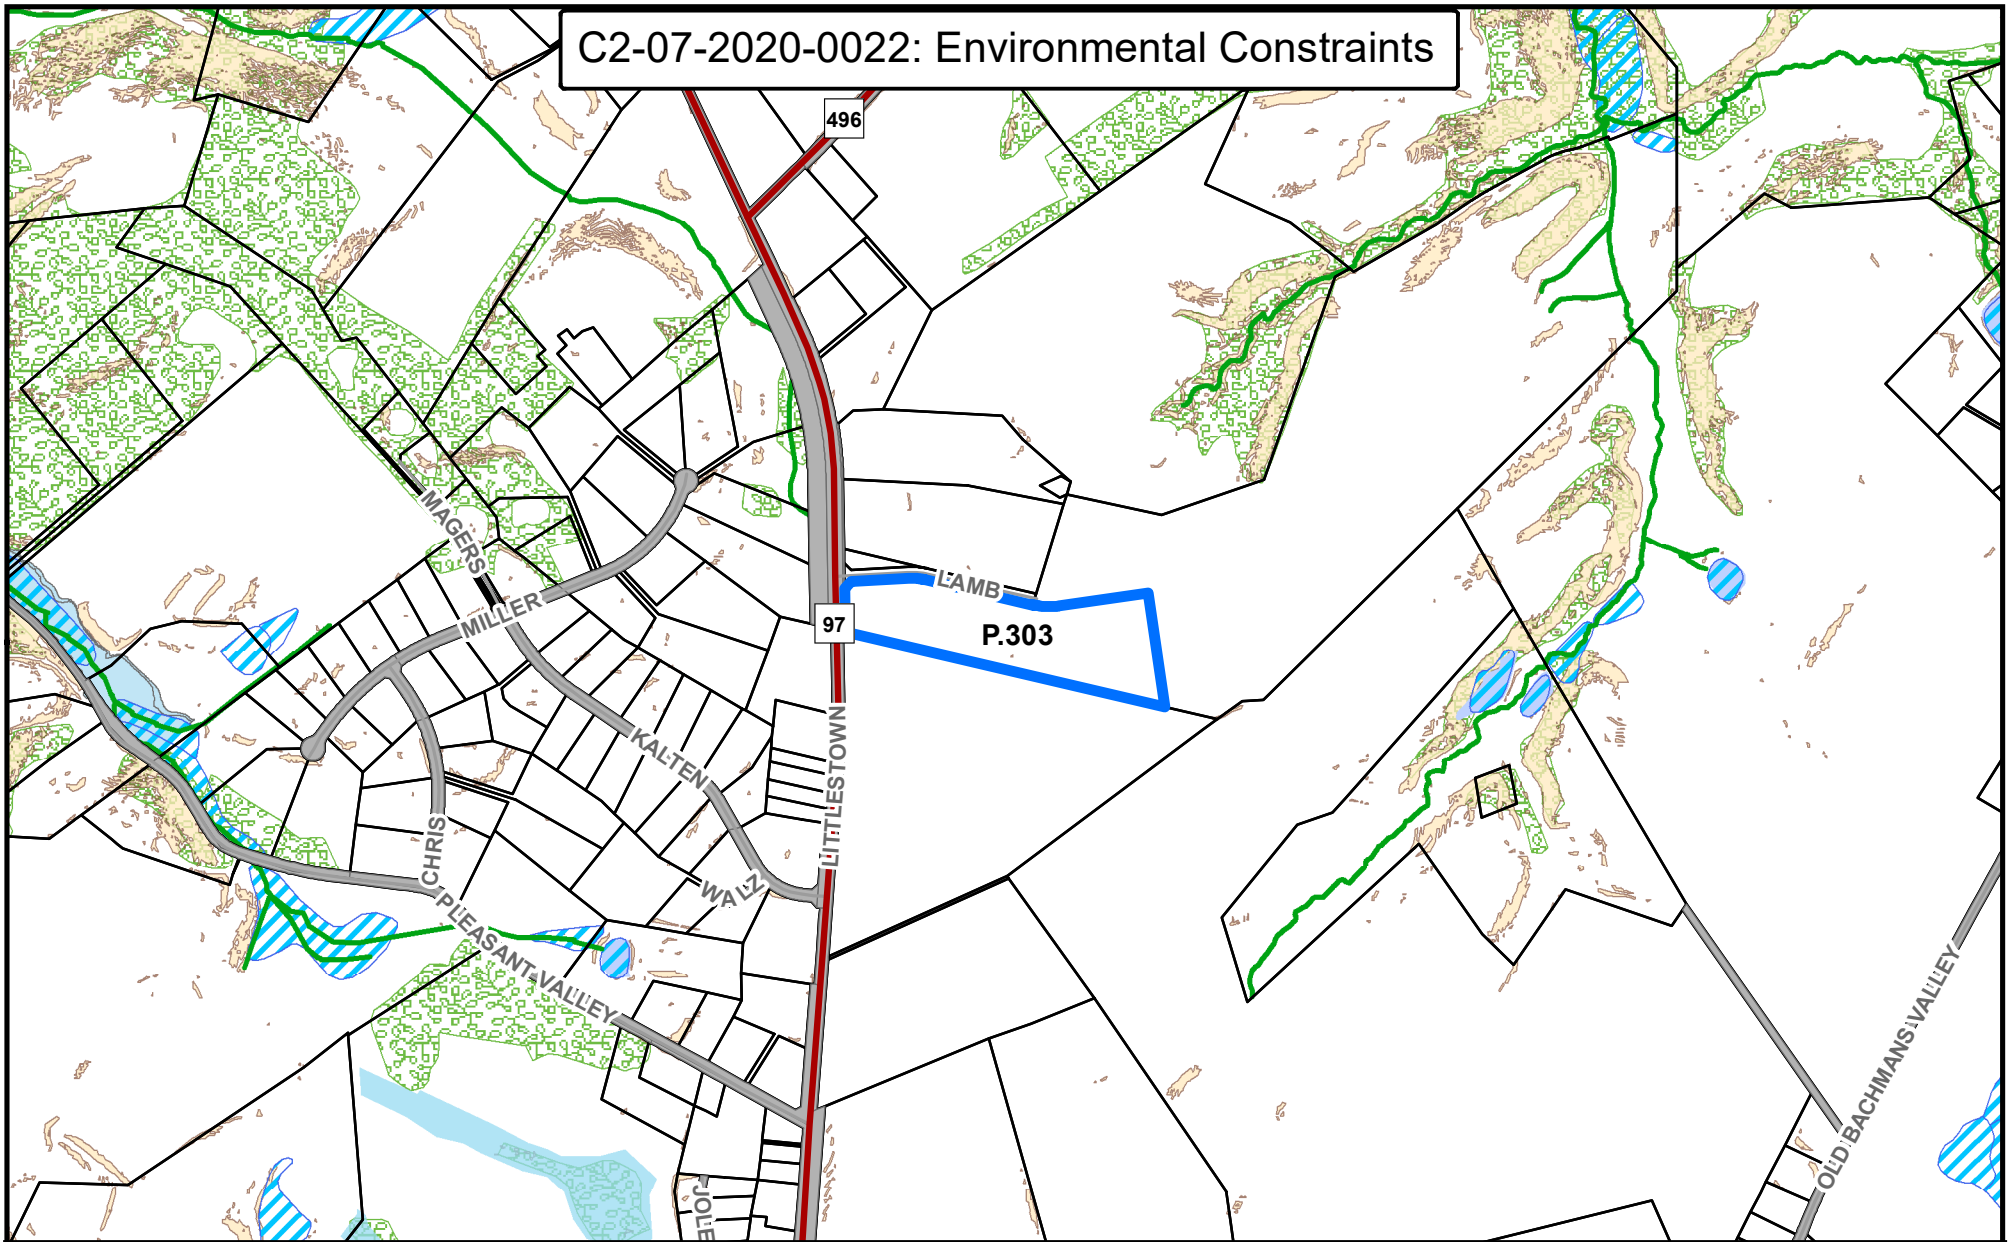 C2-07-2020-0022: Environmental Constraints
496
MAGERS
LAMB
MILLER
97
P.303
KALTEN
LITTLESTOWN
CHRIS
WALZ
PLEASANT VALLEY
OLD BACHMANS VALLEY
JOLE